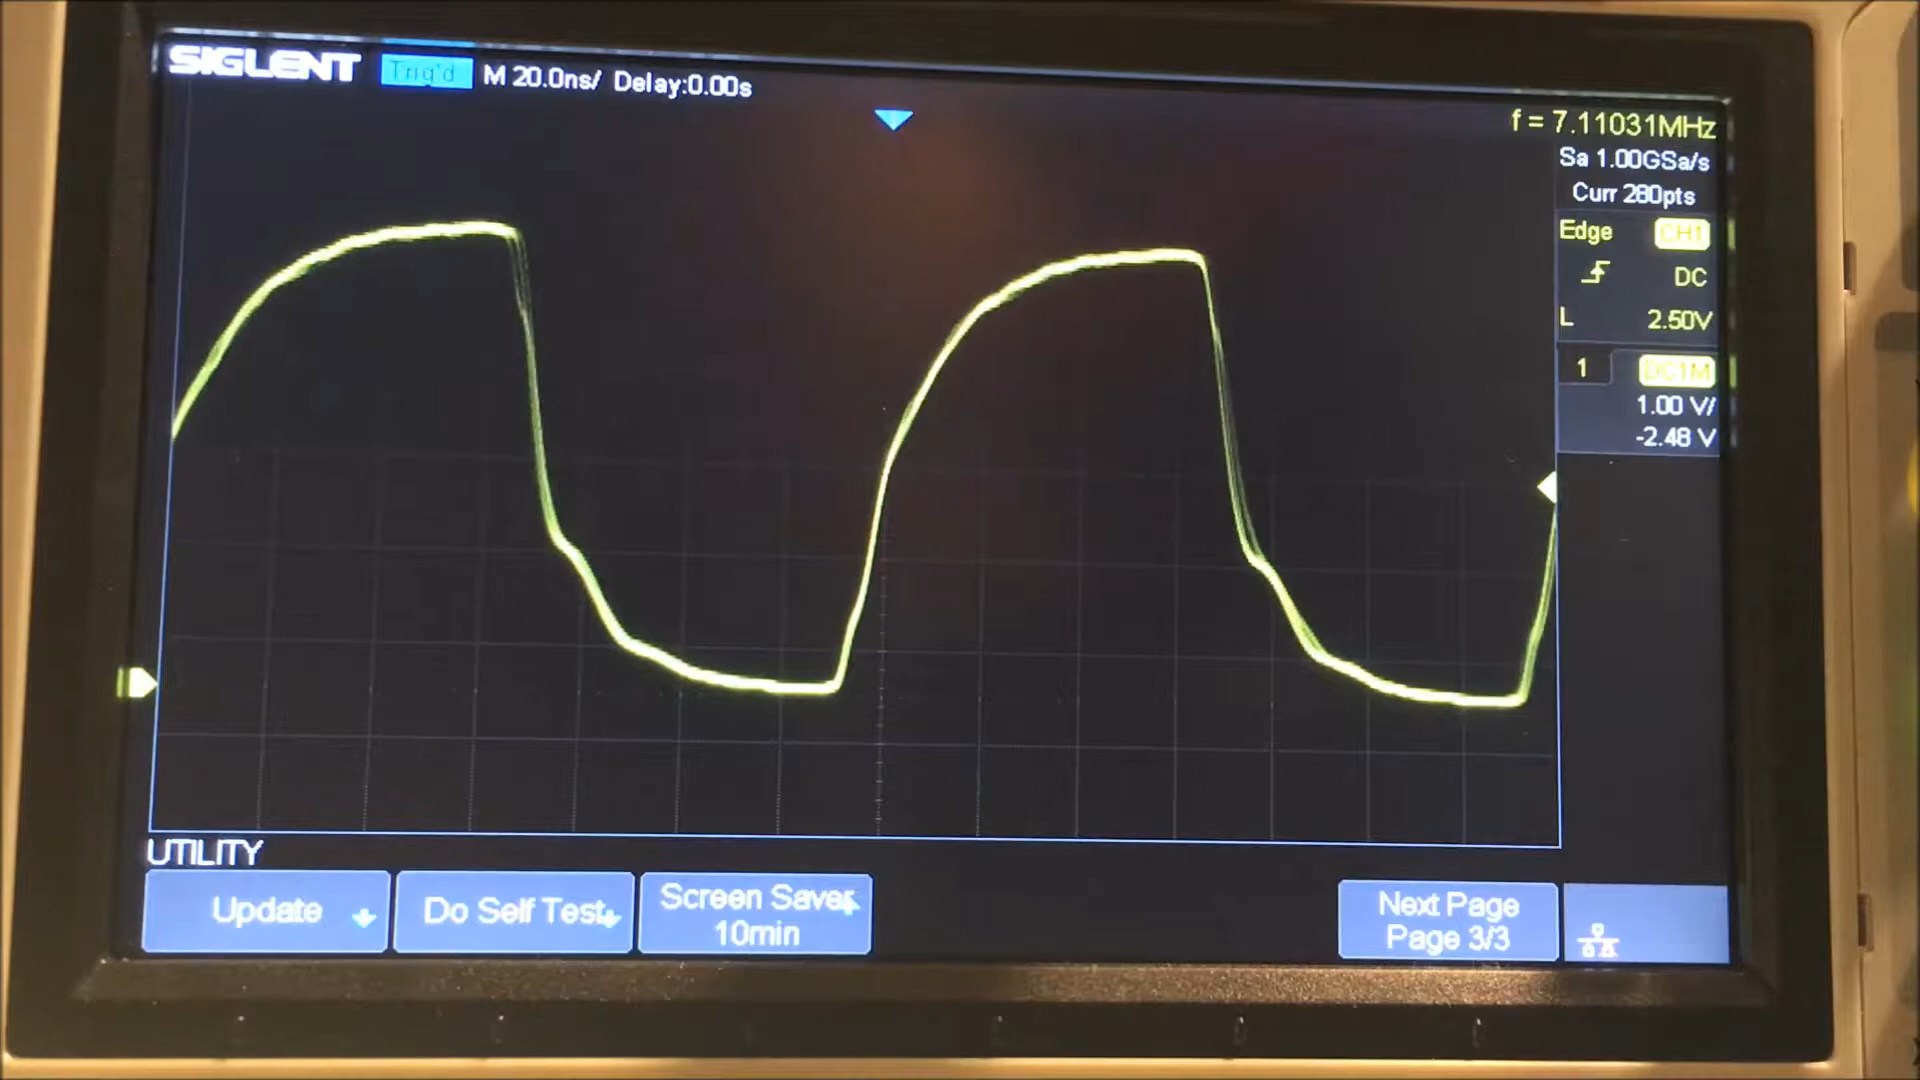 SIGLENT Trig'd M 20.0ns/ Delay:0.00s
f = 7.11031MHz
Sa 1.00GSa/s
Curr 280pts
Edge CH1
DC
L 2.50V
1 DC1M
1.00 V/
-2.48 V
UTILITY
Update
Do Self Test
Screen Saver
10min
Next Page
Page 3/3